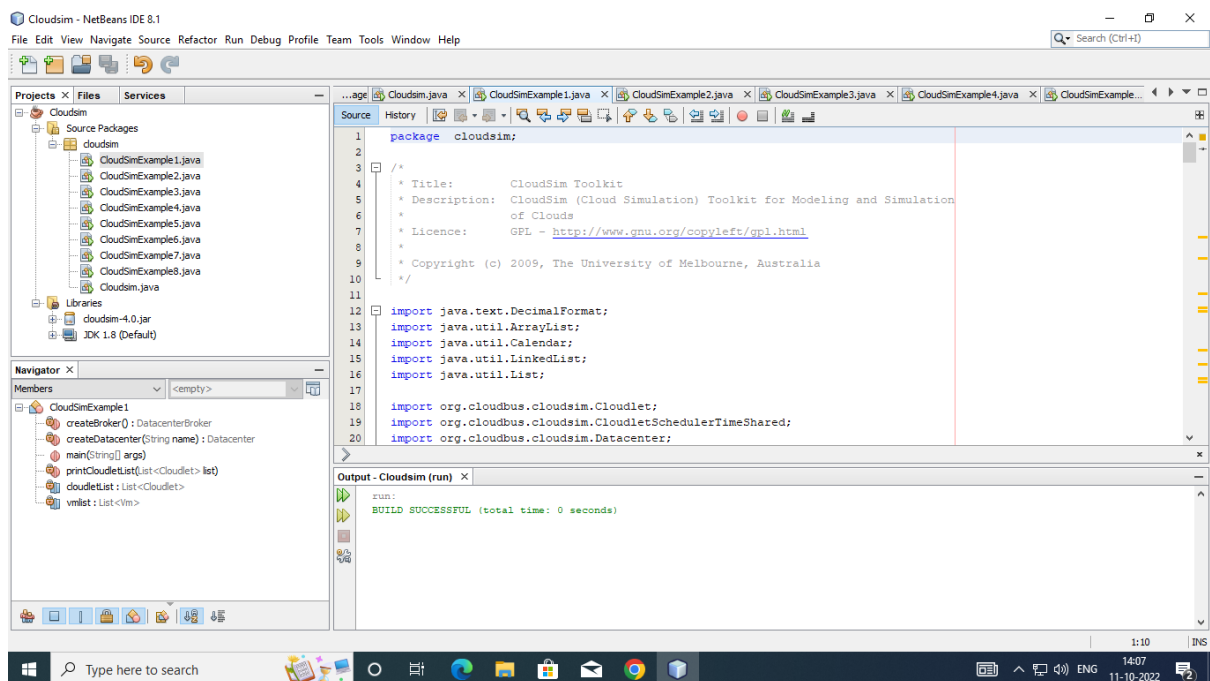 Cloudsim - NetBeans IDE 8.1
File Edit View Navigate Source Refactor Run Debug Profile Team Tools Window Help
Search (Ctrl+I)
Projects Files Services
Cloudsim
Source Packages
cloudsim
CloudSimExample1.java
CloudSimExample2.java
CloudSimExample3.java
CloudSimExample4.java
CloudSimExample5.java
CloudSimExample6.java
CloudSimExample7.java
CloudSimExample8.java
Cloudsim.java
Libraries
cloudsim-4.0.jar
JDK 1.8 (Default)
Navigator
Members <empty>
CloudSimExample1
createBroker() : DatacenterBroker
createDatacenter(String name) : Datacenter
main(String[] args)
printCloudletList(List<Cloudlet> list)
cloudletList : List<Cloudlet>
vmlist : List<Vm>
...age Cloudsim.java CloudSimExample1.java CloudSimExample2.java CloudSimExample3.java CloudSimExample4.java CloudSimExample...
Source History
1 package cloudsim;
2
3 /*
4 * Title: CloudSim Toolkit
5 * Description: CloudSim (Cloud Simulation) Toolkit for Modeling and Simulation
6 * of Clouds
7 * Licence: GPL - http://www.gnu.org/copyleft/gpl.html
8 *
9 * Copyright (c) 2009, The University of Melbourne, Australia
10 */
11
12 import java.text.DecimalFormat;
13 import java.util.ArrayList;
14 import java.util.Calendar;
15 import java.util.LinkedList;
16 import java.util.List;
17
18 import org.cloudbus.cloudsim.Cloudlet;
19 import org.cloudbus.cloudsim.CloudletSchedulerTimeShared;
20 import org.cloudbus.cloudsim.Datacenter;
Output - Cloudsim (run)
run:
BUILD SUCCESSFUL (total time: 0 seconds)
1:10 INS
Type here to search
ENG
14:07
11-10-2022
2